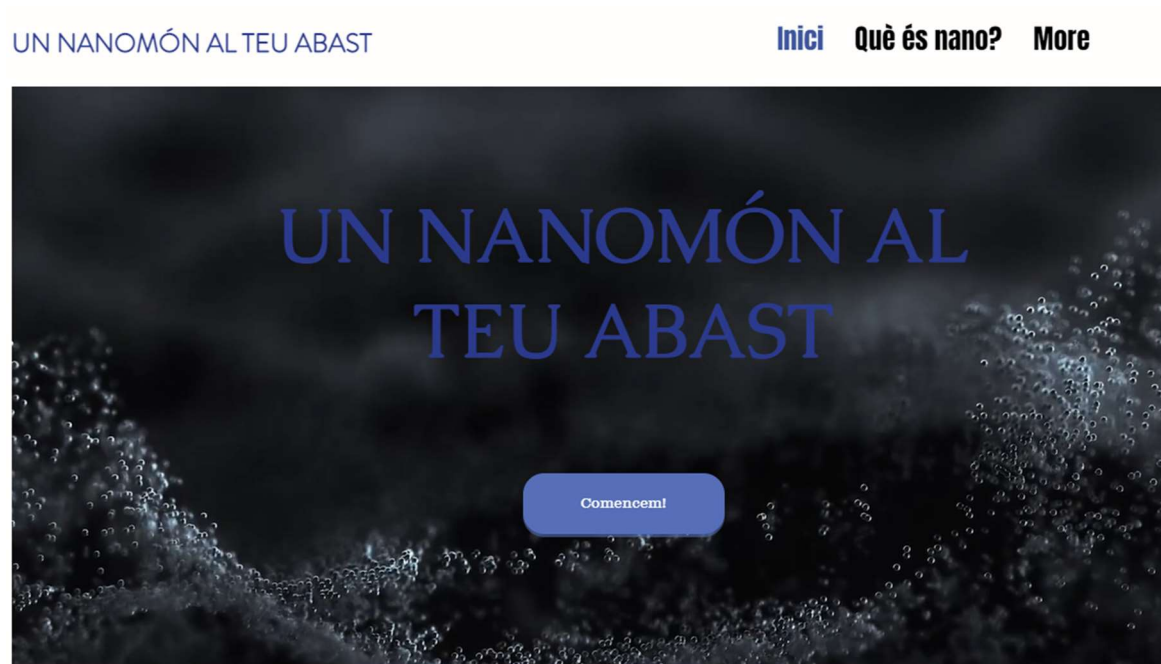 UN NANOMÓN AL TEU ABAST
Inici Què és nano? More
UN NANOMÓN AL
TEU ABAST
Comencem!